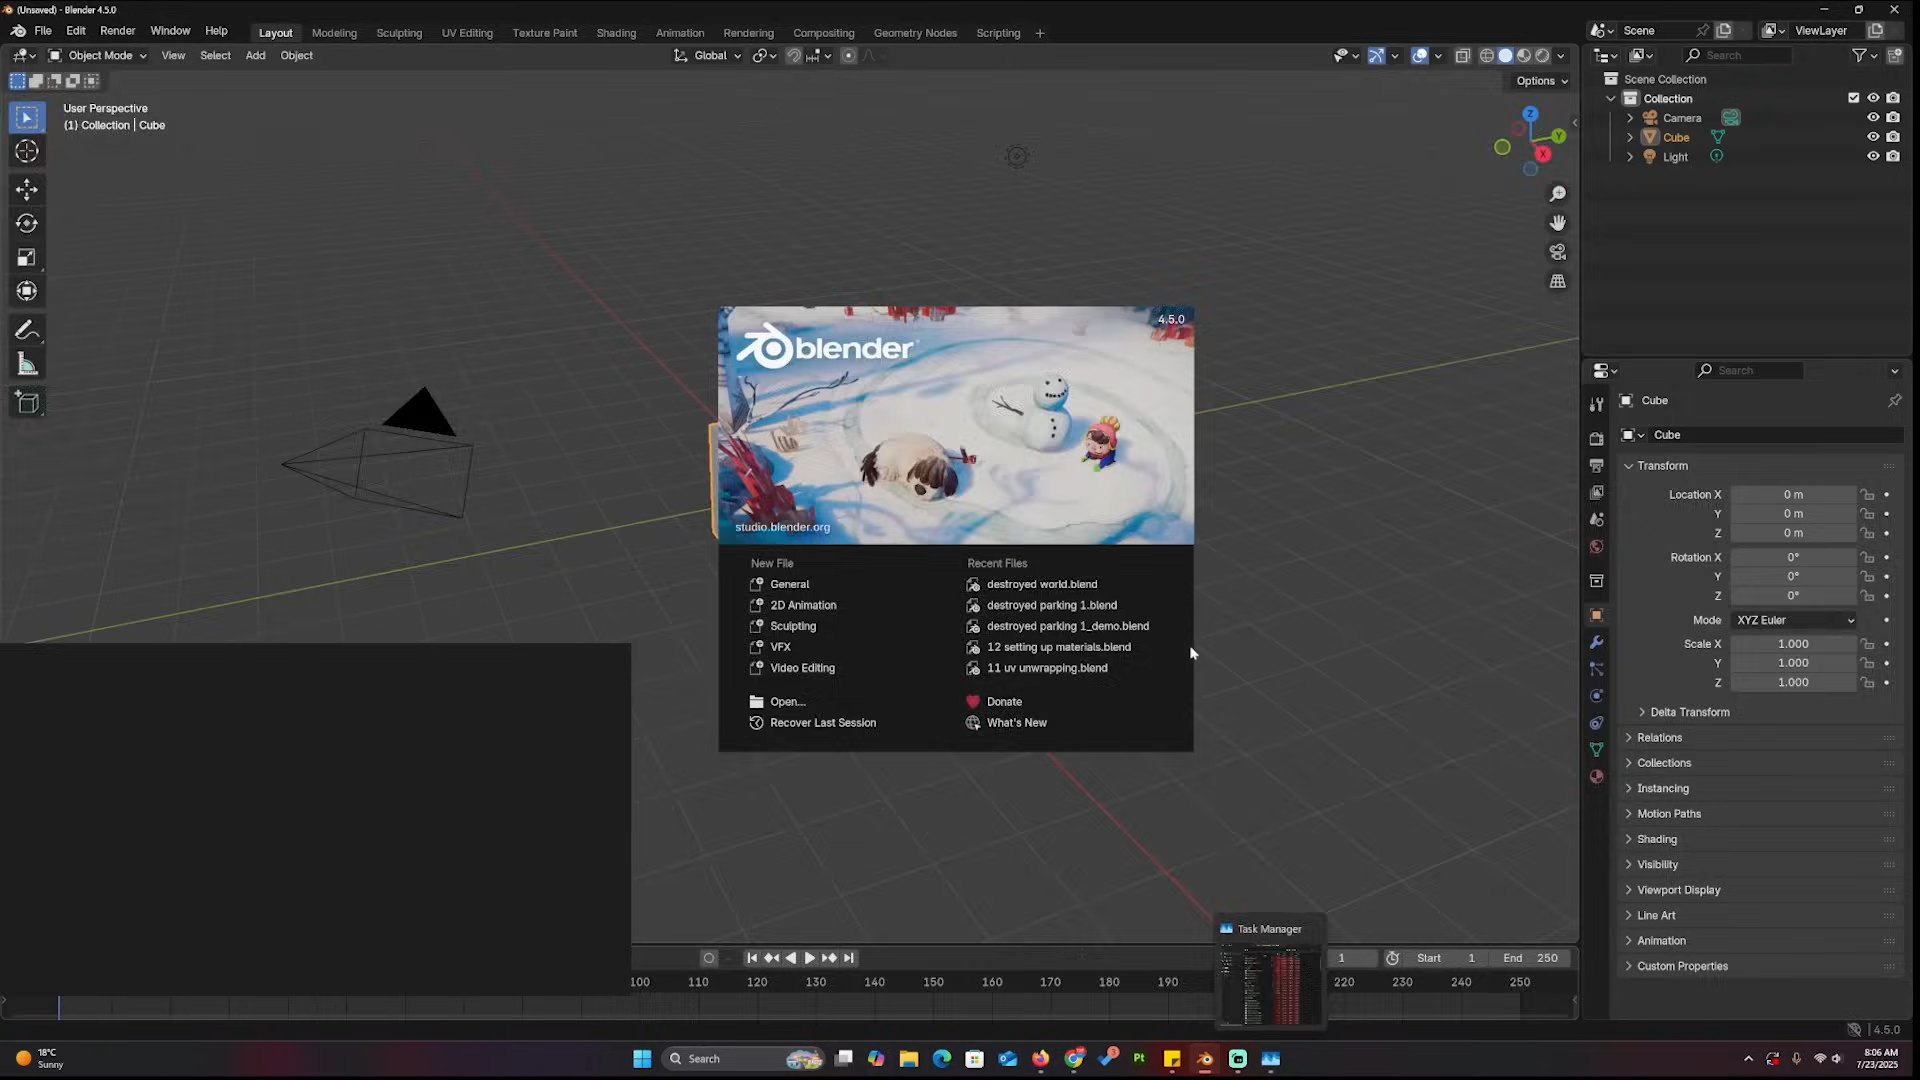 (Unsaved) - Blender 4.5.0
File Edit Render Window Help Layout Modeling Sculpting UV Editing Texture Paint Shading Animation Rendering Compositing Geometry Nodes Scripting + Scene ViewLayer
Object Mode View Select Add Object Global Search
Options
User Perspective
(1) Collection | Cube
Z
Y
X
Scene Collection
Collection
Camera
Cube
Light
4.5.0
blender
studio.blender.org
New File
General
2D Animation
Sculpting
VFX
Video Editing
Open...
Recover Last Session
Recent Files
destroyed world.blend
destroyed parking 1.blend
destroyed parking 1_demo.blend
12 setting up materials.blend
11 uv unwrapping.blend
Donate
What's New
Search
Cube
Cube
Transform
Location X 0 m
Y 0 m
Z 0 m
Rotation X 0°
Y 0°
Z 0°
Mode XYZ Euler
Scale X 1.000
Y 1.000
Z 1.000
Delta Transform
Relations
Collections
Instancing
Motion Paths
Shading
Visibility
Viewport Display
Line Art
Animation
Custom Properties
Task Manager
1 Start 1 End 250
100 110 120 130 140 150 160 170 180 190 220 230 240 250
4.5.0
18°C
Sunny
Search
3
Pt
8:06 AM
7/23/2025